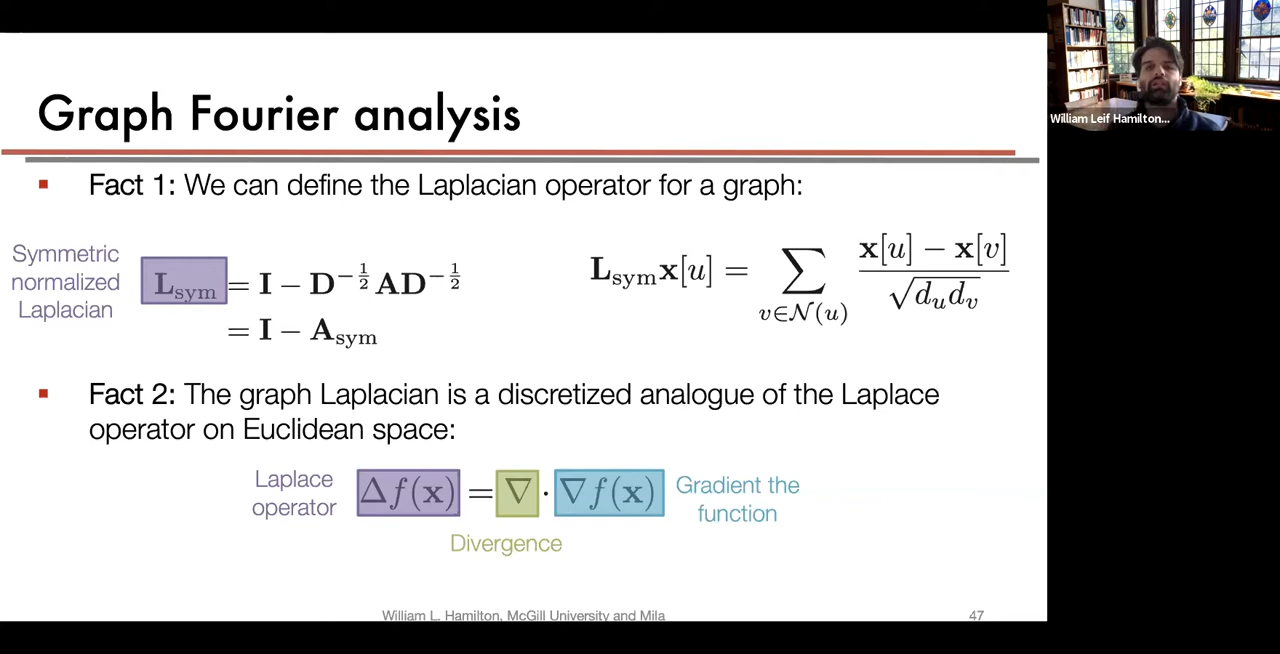 Graph Fourier analysis
William Leif Hamilton...
▪ Fact 1: We can define the Laplacian operator for a graph:
Symmetric
normalized
Laplacian
L_sym = I − D^{−1/2} A D^{−1/2}
= I − A_sym
L_sym x[u] = ∑_{v∈N(u)} (x[u] − x[v]) / √(d_u d_v)
▪ Fact 2: The graph Laplacian is a discretized analogue of the Laplace
operator on Euclidean space:
Laplace
operator
Δf(x) = ∇ · ∇f(x)
Gradient the
function
Divergence
William L. Hamilton, McGill University and Mila
47